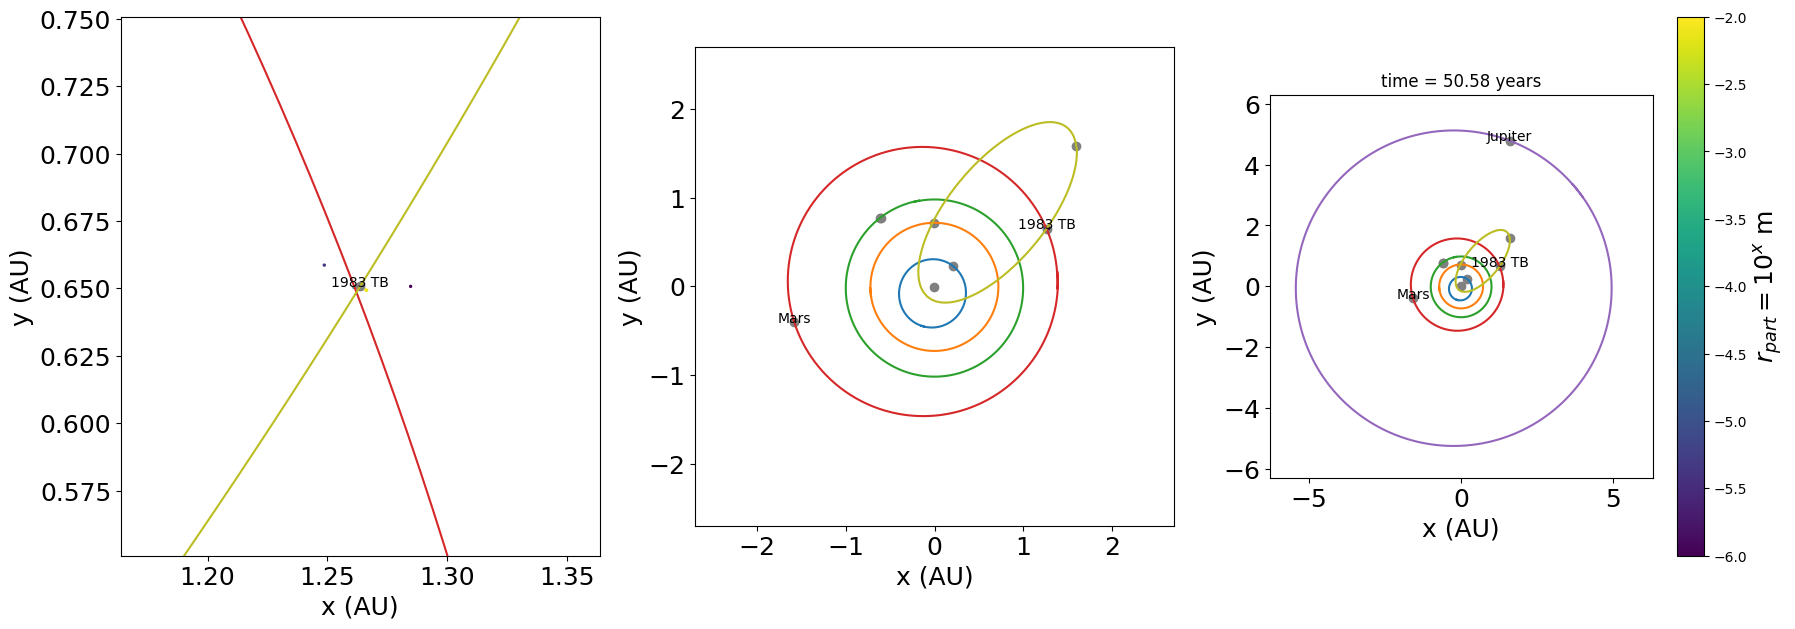 0.750
0.725
0.700
0.675
0.650
0.625
0.600
0.575
y (AU)
1983 TB
1.20 1.25 1.30 1.35
x (AU)
2
1
0
−1
−2
y (AU)
1983 TB
Mars
−2 −1 0 1 2
x (AU)
time = 50.58 years
6
4
2
0
−2
−4
−6
y (AU)
Jupiter
1983 TB
Mars
−5 0 5
x (AU)
−2.0
−2.5
−3.0
−3.5
−4.0
−4.5
−5.0
−5.5
−6.0
r_{part} = 10^x m